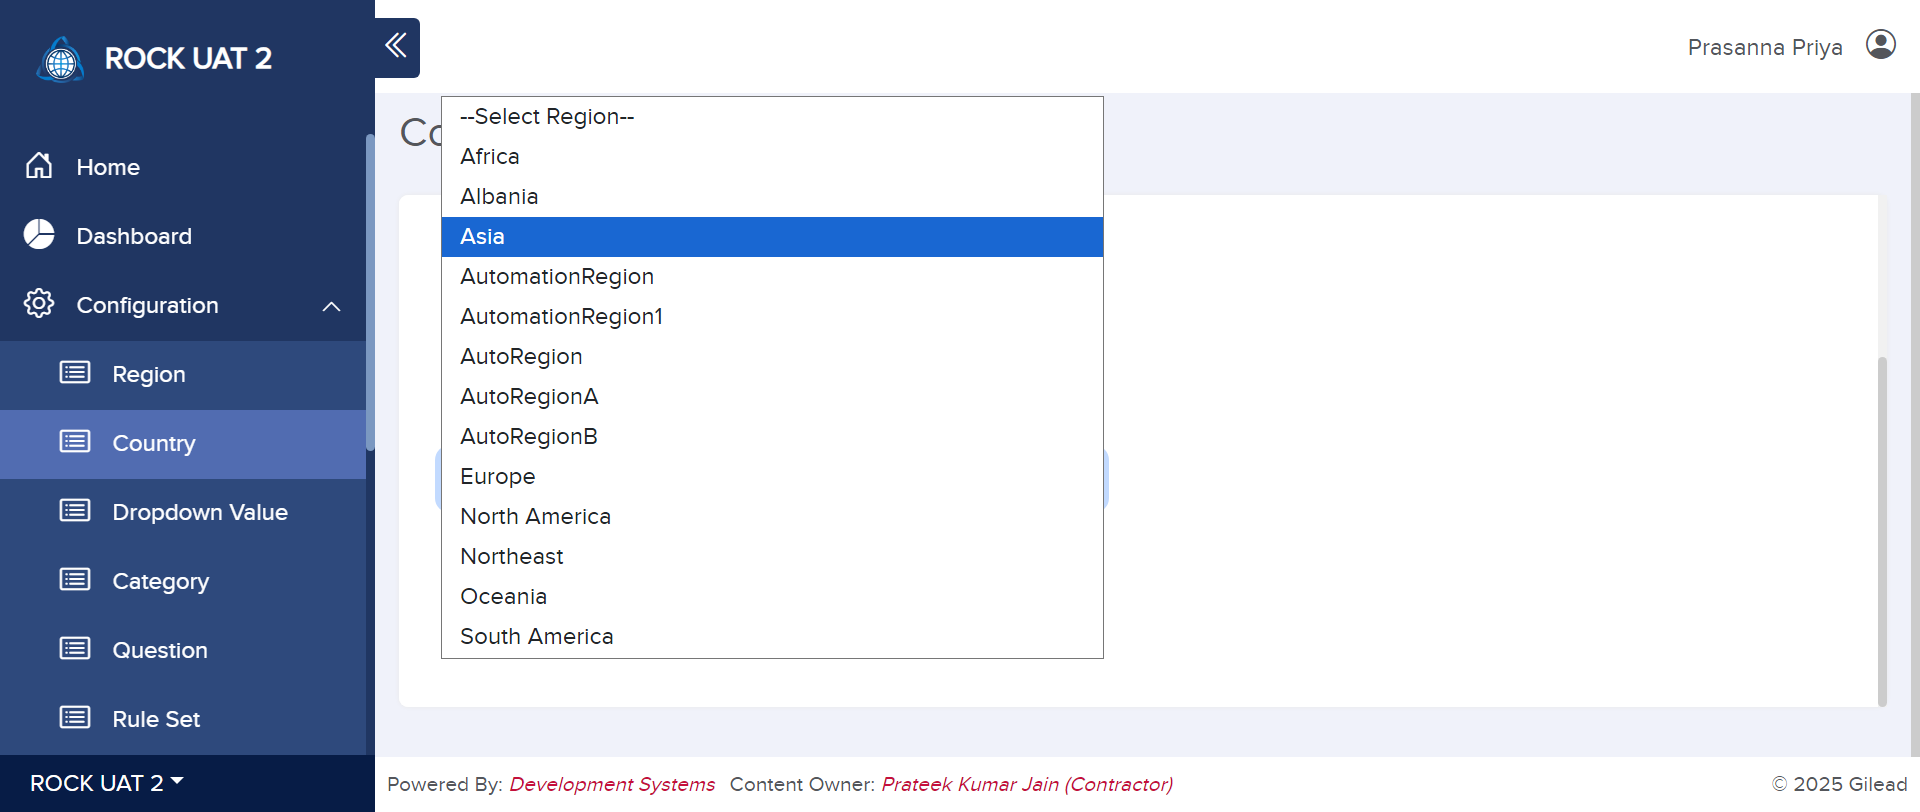 ROCK UAT 2
Prasanna Priya
Home
Dashboard
Configuration
Region
Country
Dropdown Value
Category
Question
Rule Set
ROCK UAT 2
--Select Region--
Africa
Albania
Asia
AutomationRegion
AutomationRegion1
AutoRegion
AutoRegionA
AutoRegionB
Europe
North America
Northeast
Oceania
South America
Powered By: Development Systems Content Owner: Prateek Kumar Jain (Contractor)
© 2025 Gilead